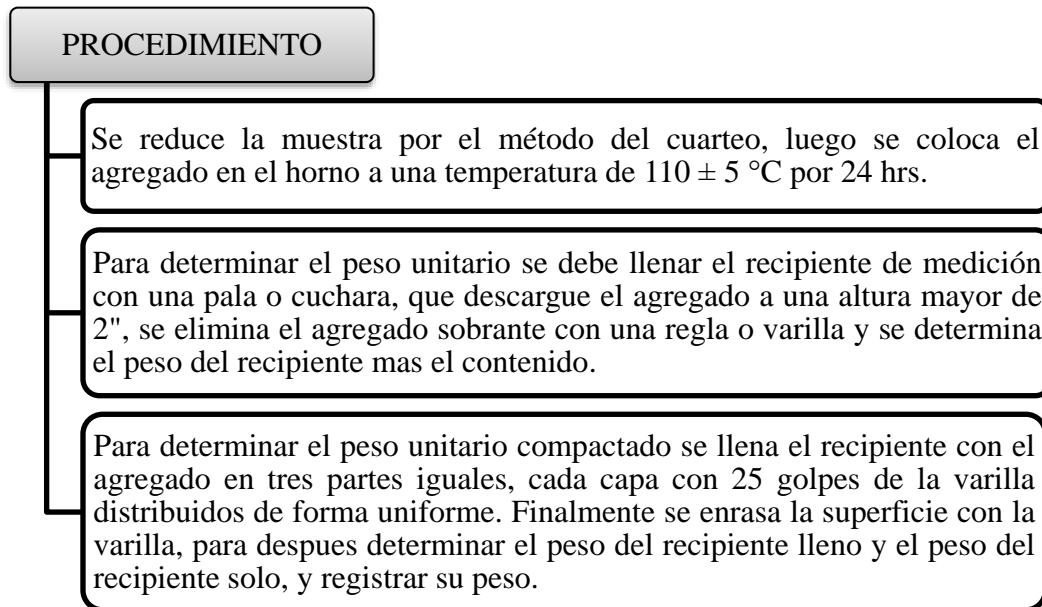 PROCEDIMIENTO
Se reduce la muestra por el método del cuarteo, luego se coloca el
agregado en el horno a una temperatura de 110 ± 5 °C por 24 hrs.
Para determinar el peso unitario se debe llenar el recipiente de medición
con una pala o cuchara, que descargue el agregado a una altura mayor de
2", se elimina el agregado sobrante con una regla o varilla y se determina
el peso del recipiente mas el contenido.
Para determinar el peso unitario compactado se llena el recipiente con el
agregado en tres partes iguales, cada capa con 25 golpes de la varilla
distribuidos de forma uniforme. Finalmente se enrasa la superficie con la
varilla, para despues determinar el peso del recipiente lleno y el peso del
recipiente solo, y registrar su peso.